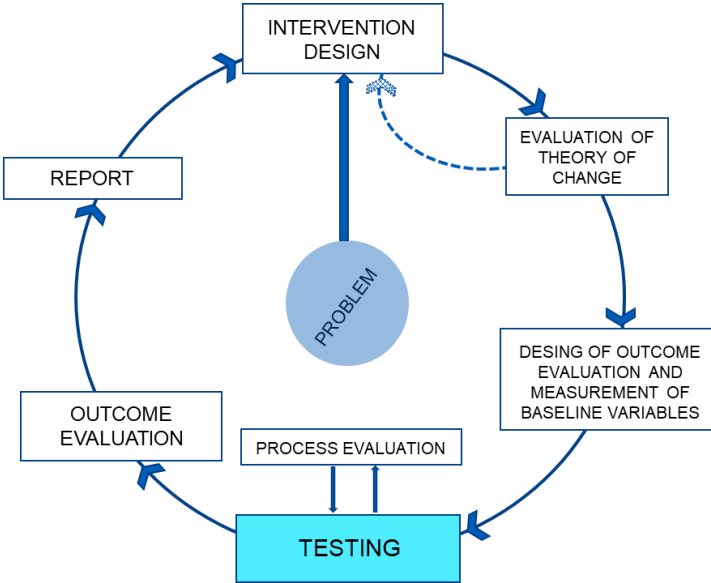 INTERVENTION
DESIGN
EVALUATION OF
THEORY OF
CHANGE
REPORT
PROBLEM
DESING OF OUTCOME
EVALUATION AND
MEASUREMENT OF
BASELINE VARIABLES
OUTCOME
EVALUATION
PROCESS EVALUATION
TESTING